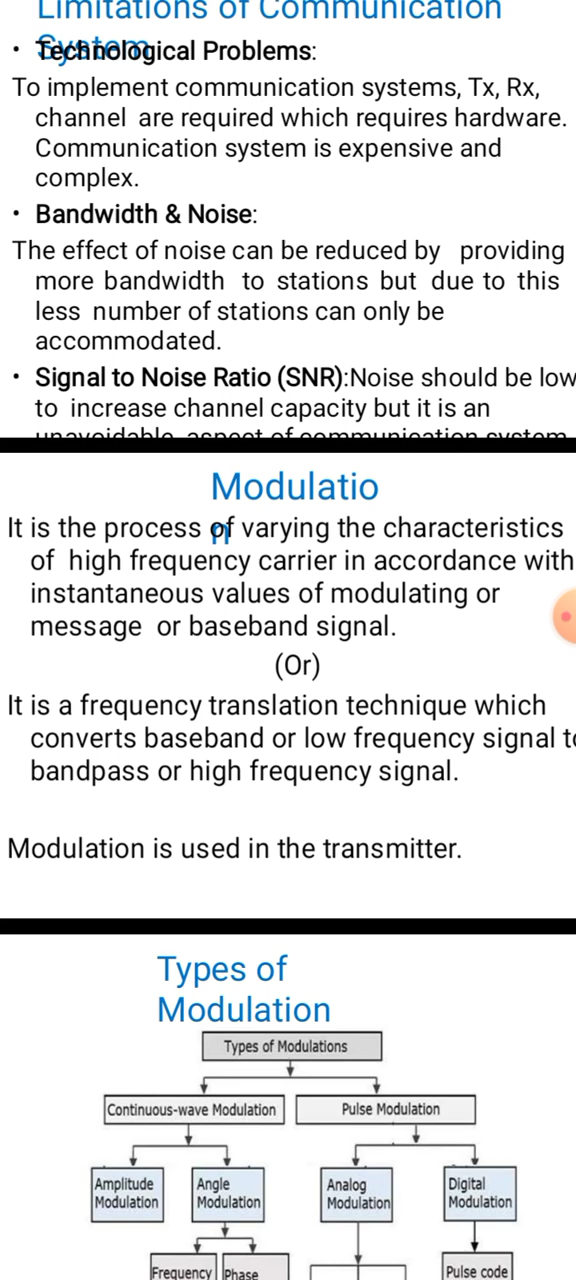 Limitations of Communication
System
• Technological Problems:
To implement communication systems, Tx, Rx,
channel are required which requires hardware.
Communication system is expensive and
complex.
• Bandwidth & Noise:
The effect of noise can be reduced by providing
more bandwidth to stations but due to this
less number of stations can only be
accommodated.
• Signal to Noise Ratio (SNR):Noise should be low
to increase channel capacity but it is an
unavoidable aspect of communication system
Modulatio
n
It is the process of varying the characteristics
of high frequency carrier in accordance with
instantaneous values of modulating or
message or baseband signal.
(Or)
It is a frequency translation technique which
converts baseband or low frequency signal to
bandpass or high frequency signal.
Modulation is used in the transmitter.
Types of
Modulation
Types of Modulations
Continuous-wave Modulation
Pulse Modulation
Amplitude
Modulation
Angle
Modulation
Analog
Modulation
Digital
Modulation
Frequency
Phase
Pulse code